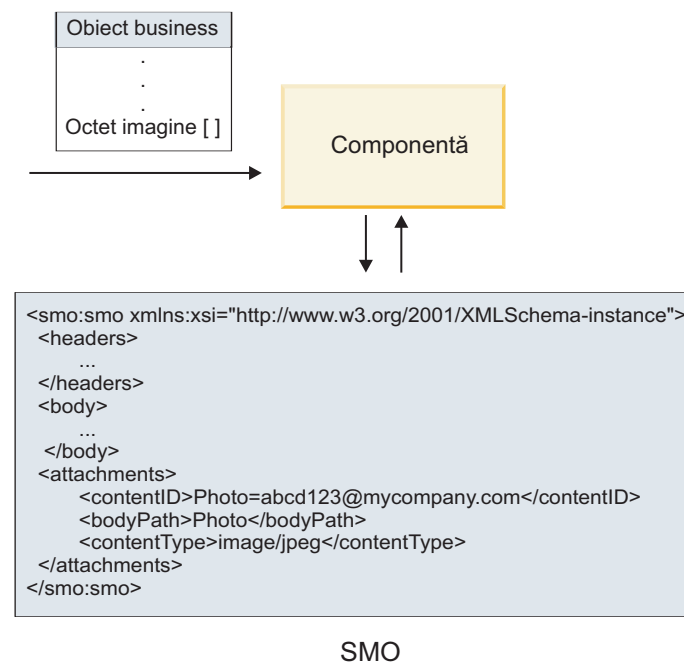 Obiect business
.
.
.
Octet imagine [ ]
Componentă
<smo:smo xmlns:xsi="http://www.w3.org/2001/XMLSchema-instance">
<headers>
...
</headers>
<body>
...
</body>
<attachments>
<contentID>Photo=abcd123@mycompany.com</contentID>
<bodyPath>Photo</bodyPath>
<contentType>image/jpeg</contentType>
</attachments>
</smo:smo>
SMO